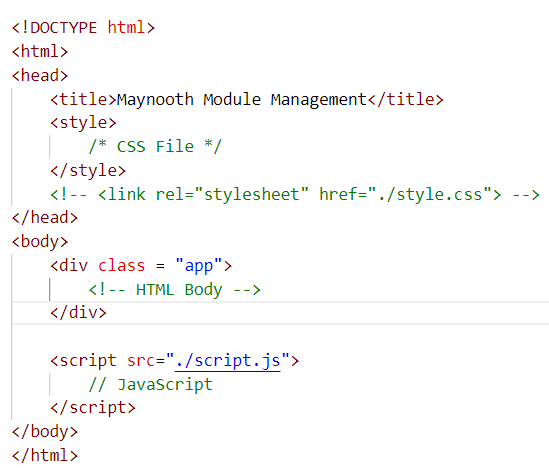 <!DOCTYPE html>
<html>
<head>
    <title>Maynooth Module Management</title>
    <style>
        /* CSS File */
    </style>
    <!-- <link rel="stylesheet" href="./style.css"> -->
</head>
<body>
    <div class = "app">
        <!-- HTML Body -->
    </div>

    <script src="./script.js">
        // JavaScript
    </script>
</body>
</html>